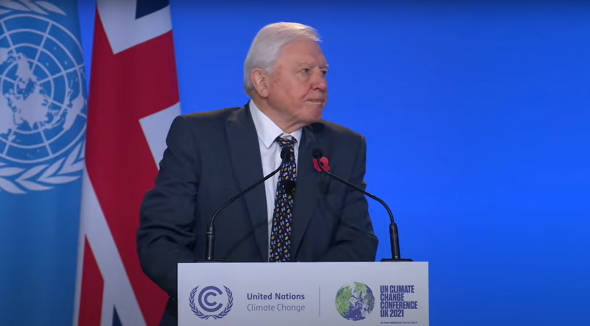 United Nations
Climate Change
UN CLIMATE
CHANGE
CONFERENCE
UK 2021